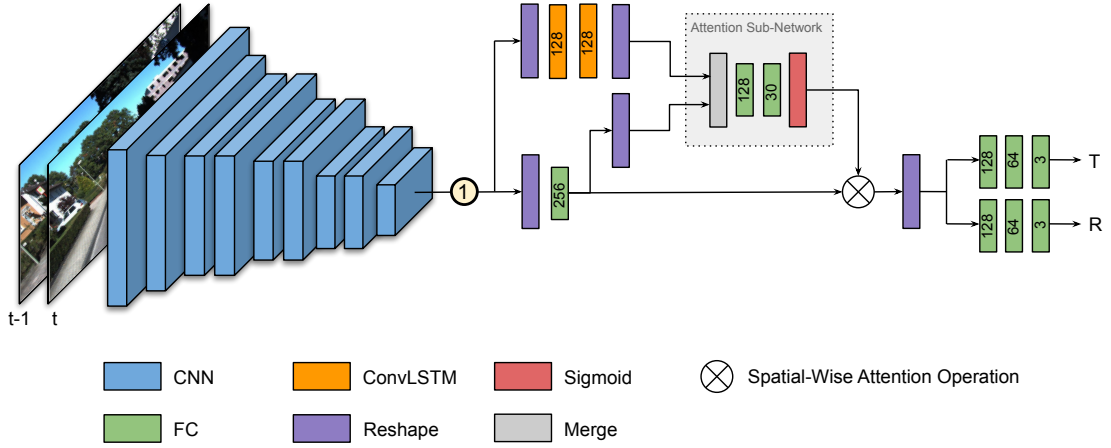 Attention Sub-Network
128
128
128
30
1
256
128
64
3
T
128
64
3
R
t-1
t
CNN
ConvLSTM
Sigmoid
Spatial-Wise Attention Operation
FC
Reshape
Merge